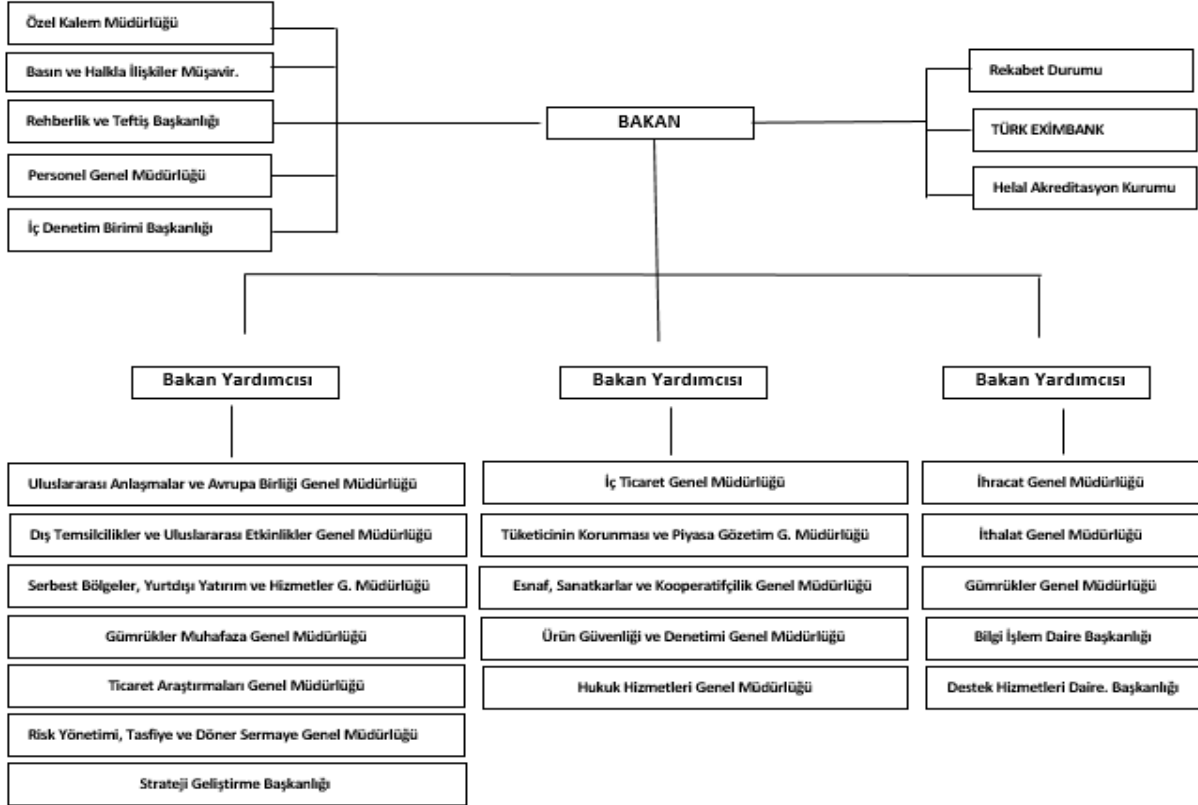 Özel Kalem Müdürlüğü
Basın ve Halkla İlişkiler Müşavir.
Rehberlik ve Teftiş Başkanlığı
Personel Genel Müdürlüğü
İç Denetim Birimi Başkanlığı
BAKAN
Rekabet Durumu
TÜRK EXİMBANK
Helal Akreditasyon Kurumu
Bakan Yardımcısı
Uluslararası Anlaşmalar ve Avrupa Birliği Genel Müdürlüğü
Dış Temsilcilikler ve Uluslararası Etkinlikler Genel Müdürlüğü
Serbest Bölgeler, Yurtdışı Yatırım ve Hizmetler G. Müdürlüğü
Gümrükler Muhafaza Genel Müdürlüğü
Ticaret Araştırmaları Genel Müdürlüğü
Risk Yönetimi, Tasfiye ve Döner Sermaye Genel Müdürlüğü
Strateji Geliştirme Başkanlığı
Bakan Yardımcısı
İç Ticaret Genel Müdürlüğü
Tüketicinin Korunması ve Piyasa Gözetim G. Müdürlüğü
Esnaf, Sanatkarlar ve Kooperatifçilik Genel Müdürlüğü
Ürün Güvenliği ve Denetimi Genel Müdürlüğü
Hukuk Hizmetleri Genel Müdürlüğü
Bakan Yardımcısı
İhracat Genel Müdürlüğü
İthalat Genel Müdürlüğü
Gümrükler Genel Müdürlüğü
Bilgi İşlem Daire Başkanlığı
Destek Hizmetleri Daire. Başkanlığı